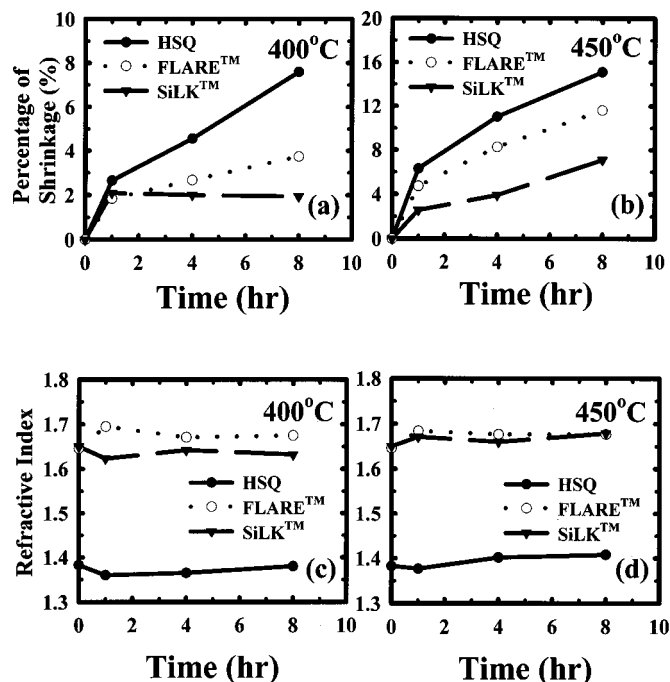 HSQ
FLARE™
SiLK™
400°C
(a)
Percentage of
Shrinkage (%)
10
8
6
4
2
0
0 2 4 6 8 10
Time (hr)
HSQ
FLARE™
SiLK™
450°C
(b)
20
16
12
8
4
0
0 2 4 6 8 10
Time (hr)
400°C
HSQ
FLARE™
SiLK™
(c)
Refractive Index
1.8
1.7
1.6
1.5
1.4
1.3
0 2 4 6 8 10
Time (hr)
450°C
HSQ
FLARE™
SiLK™
(d)
1.8
1.7
1.6
1.5
1.4
1.3
0 2 4 6 8 10
Time (hr)